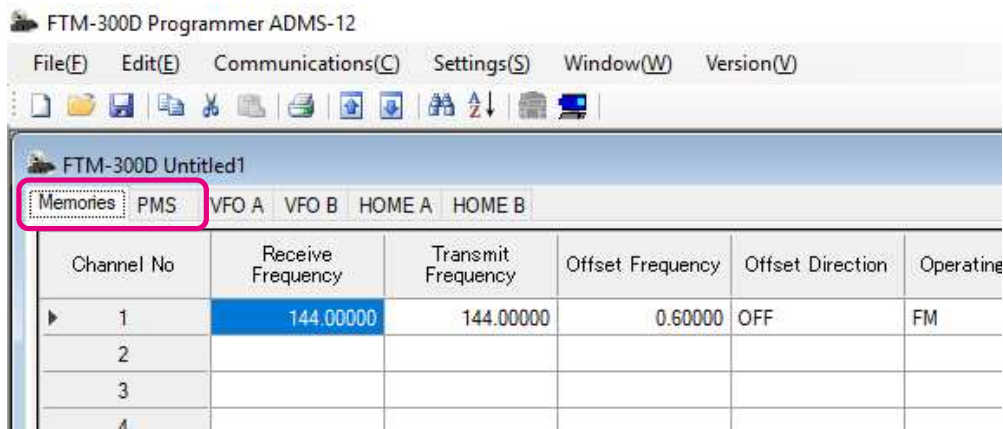 FTM-300D Programmer ADMS-12
File(F) Edit(E) Communications(C) Settings(S) Window(W) Version(V)
FTM-300D Untitled1
Memories PMS VFO A VFO B HOME A HOME B
Channel No Receive Frequency Transmit Frequency Offset Frequency Offset Direction Operating
1 144.00000 144.00000 0.60000 OFF FM
2
3
4